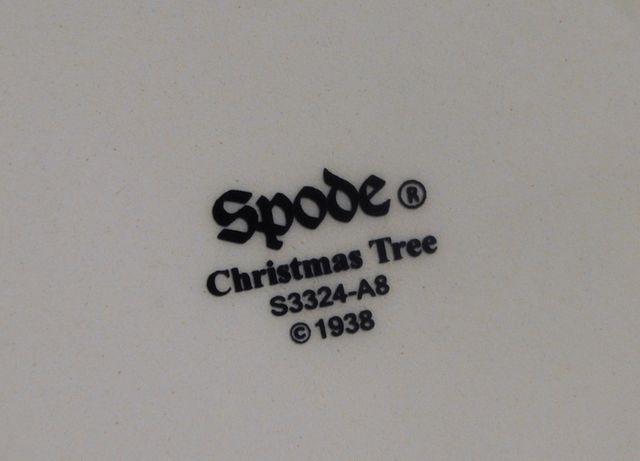 Spode ®
Christmas Tree
S3324-A8
© 1938